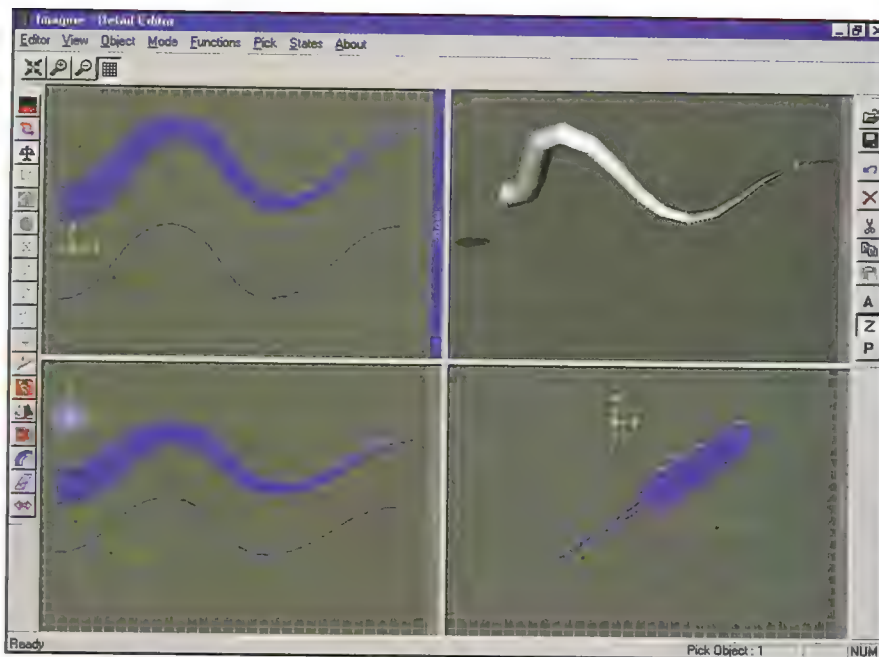 Imagine - Detail Editor
Editor View Object Mode Functions Pick States About
A
Z
P
Ready Pick Object : 1 NUM